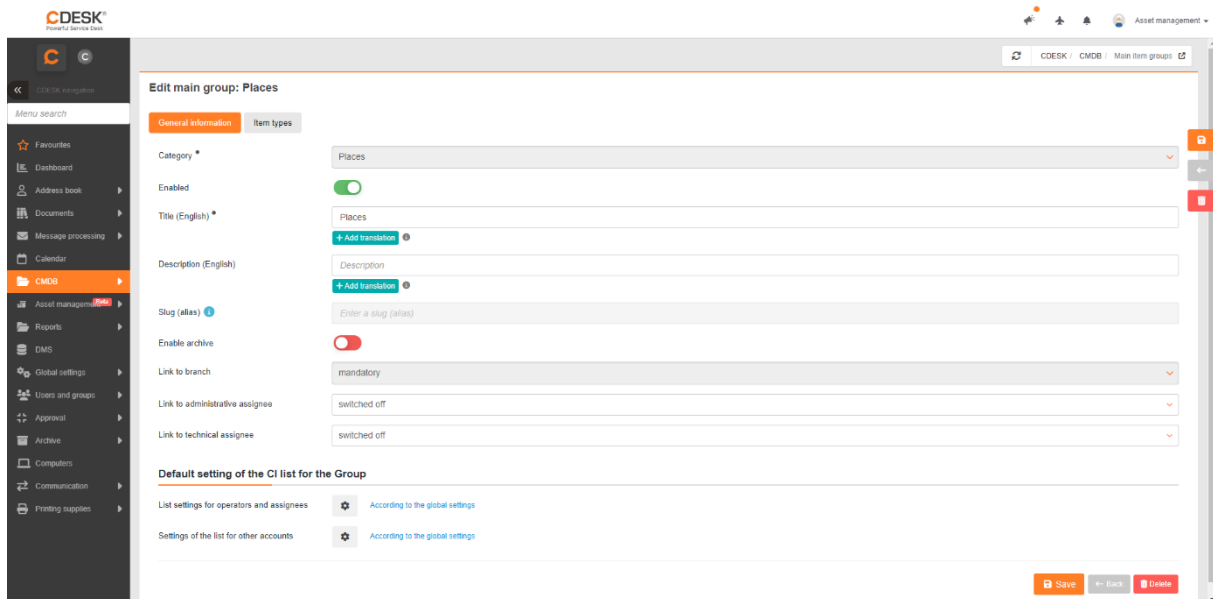 CDESK®
Powerful Service Desk
Asset management
C
CDESK navigation
CDESK / CMDB / Main item groups
Menu search
Favourites
Dashboard
Address book
Documents
Message processing
Calendar
CMDB
Asset management Beta
Reports
DMS
Global settings
Users and groups
Approval
Archive
Computers
Communication
Printing supplies
Edit main group: Places
General information
Item types
Category *
Places
Enabled
Title (English) *
Places
+ Add translation
Description (English)
Description
+ Add translation
Slug (alias)
Enter a slug (alias)
Enable archive
Link to branch
mandatory
Link to administrative assignee
switched off
Link to technical assignee
switched off
Default setting of the CI list for the Group
List settings for operators and assignees
According to the global settings
Settings of the list for other accounts
According to the global settings
Save
← Back
Delete